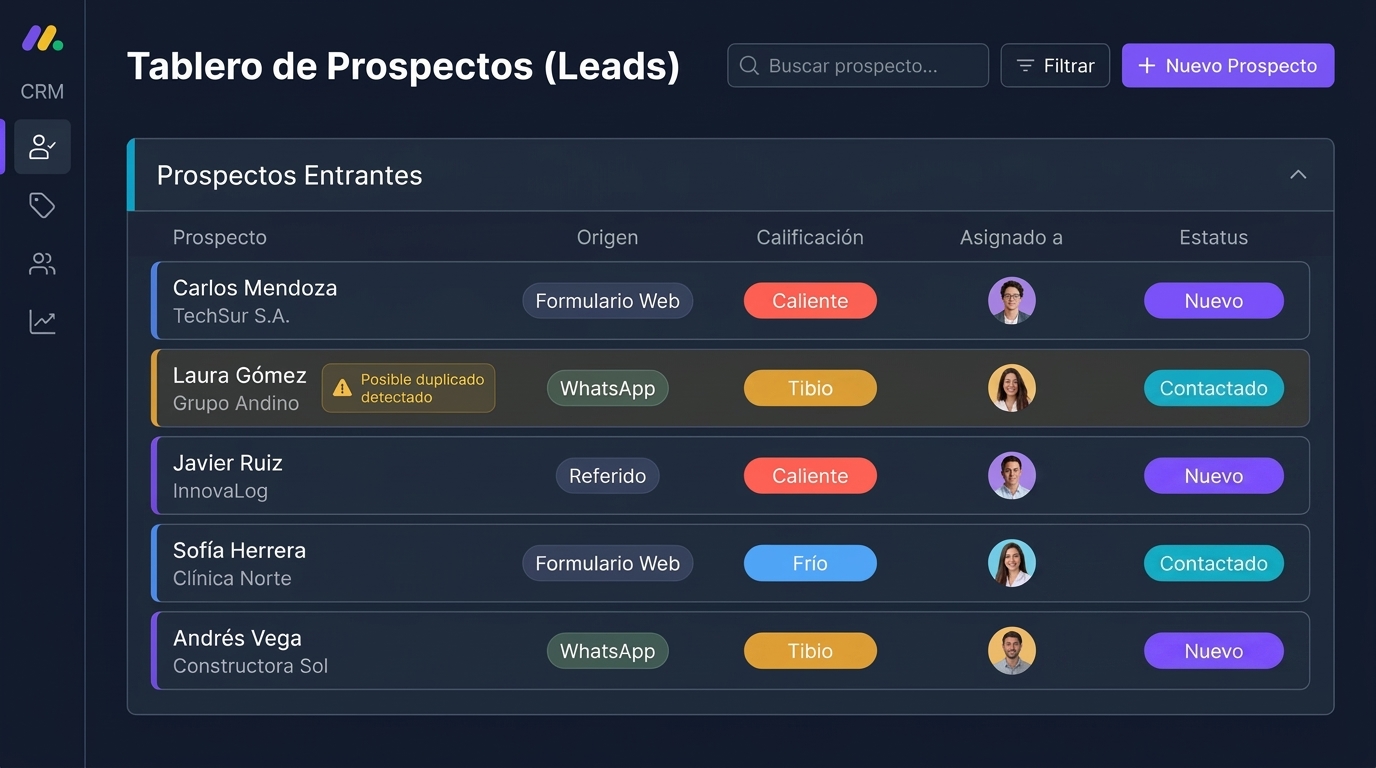 CRM
Tablero de Prospectos (Leads)
Buscar prospecto...
Filtrar
+ Nuevo Prospecto
Prospectos Entrantes
Prospecto
Origen
Calificación
Asignado a
Estatus
Carlos Mendoza
TechSur S.A.
Formulario Web
Caliente
Nuevo
Laura Gómez
Grupo Andino
Posible duplicado
detectado
WhatsApp
Tibio
Contactado
Javier Ruiz
InnovaLog
Referido
Caliente
Nuevo
Sofía Herrera
Clínica Norte
Formulario Web
Frío
Contactado
Andrés Vega
Constructora Sol
WhatsApp
Tibio
Nuevo